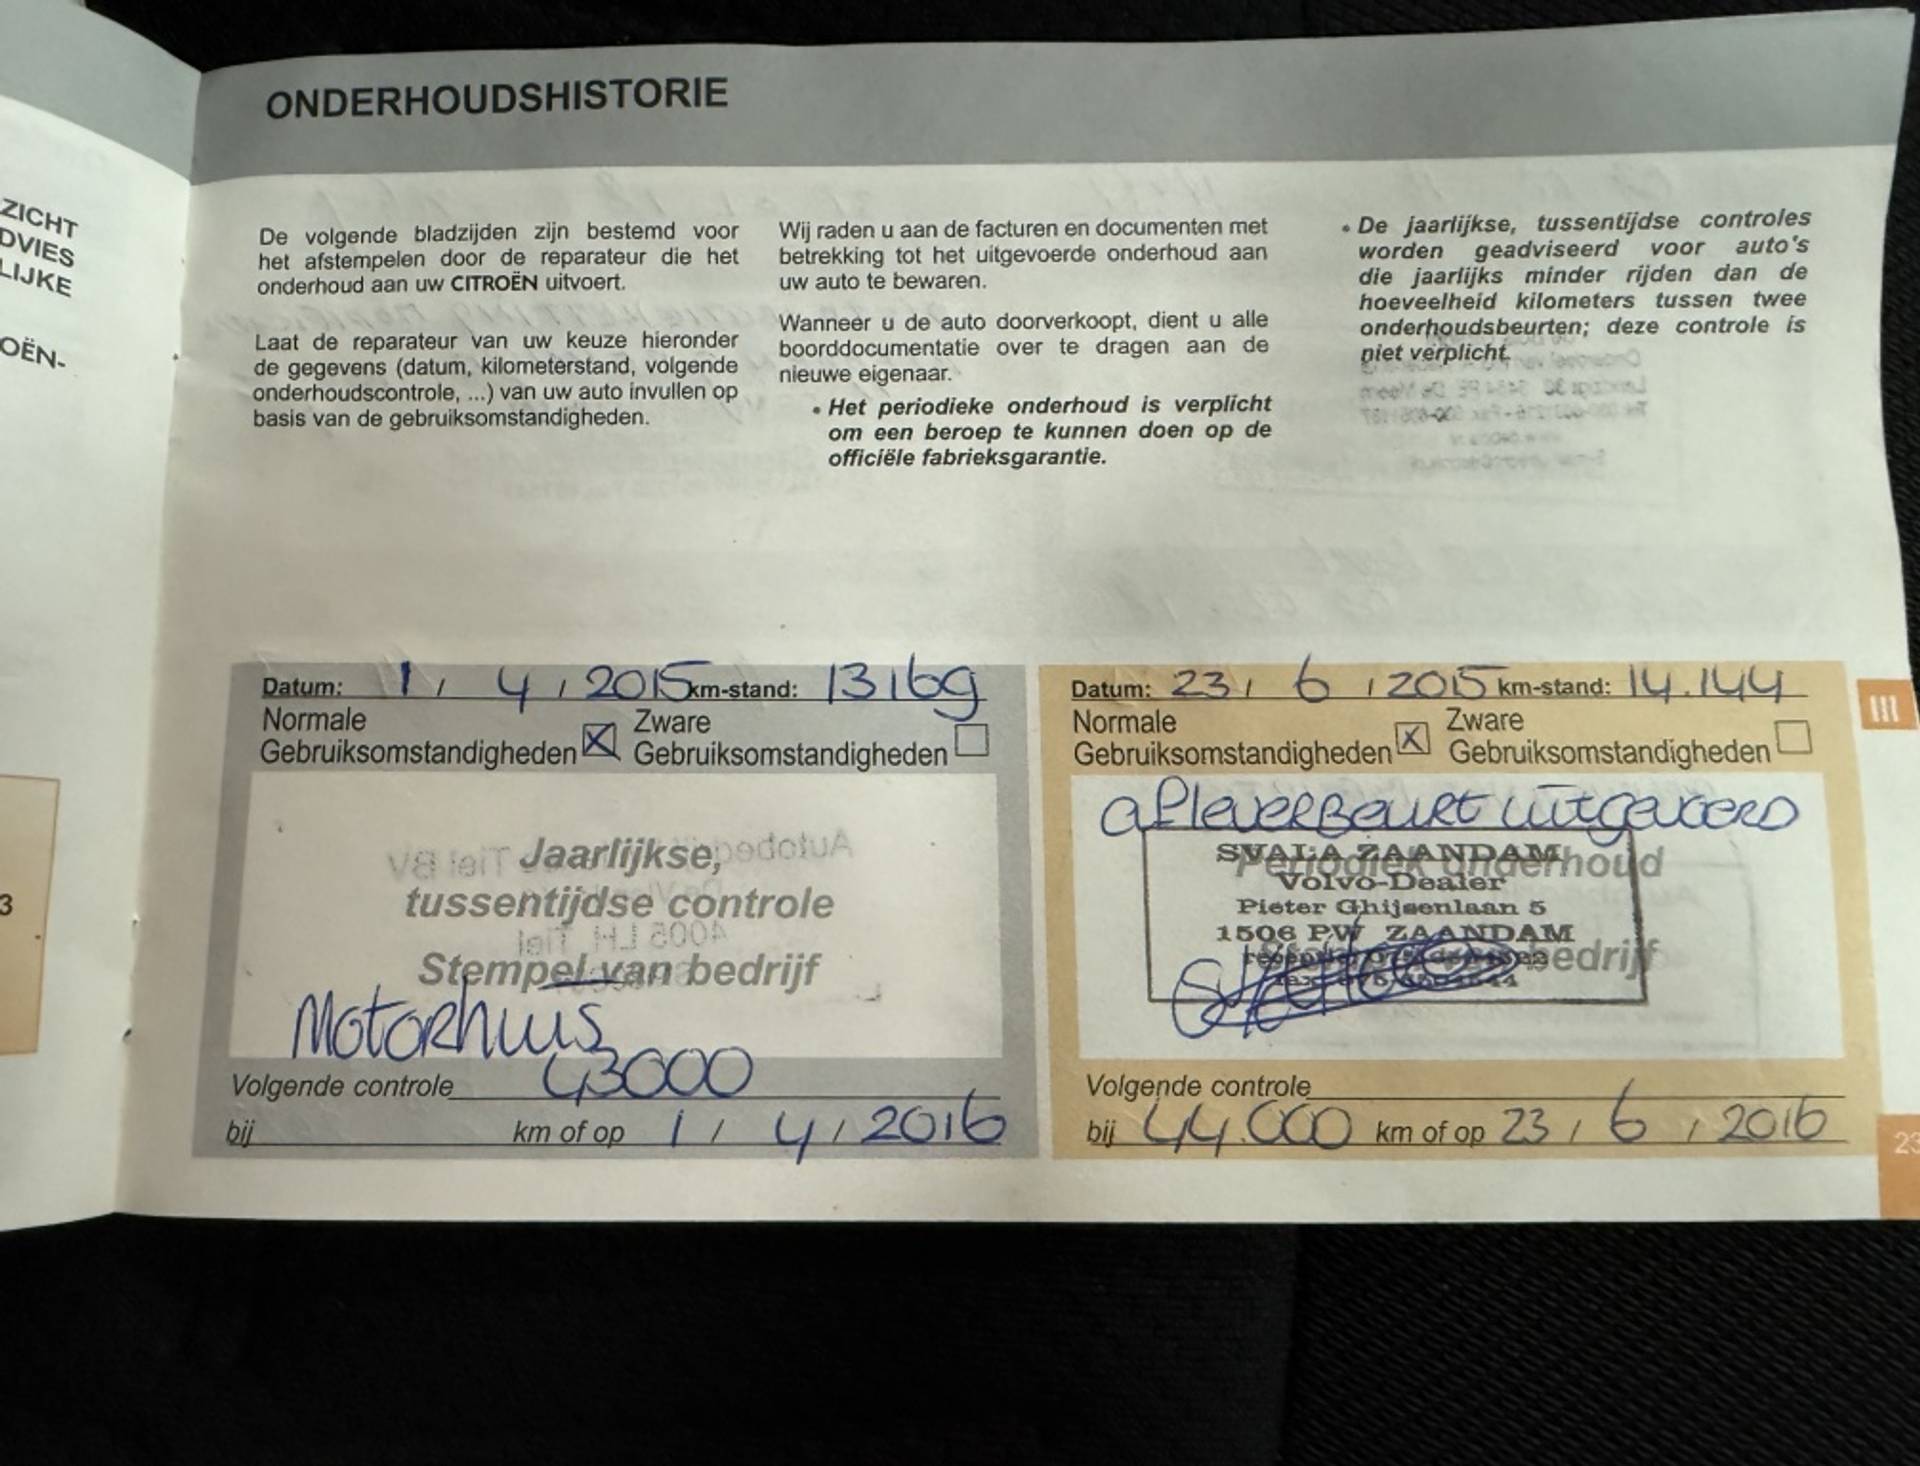 ZICHT
DVIES
LIJKE
OËN-
3
ONDERHOUDSHISTORIE
De volgende bladzijden zijn bestemd voor
het afstempelen door de reparateur die het
onderhoud aan uw CITROËN uitvoert.
Laat de reparateur van uw keuze hieronder
de gegevens (datum, kilometerstand, volgende
onderhoudscontrole, ...) van uw auto invullen op
basis van de gebruiksomstandigheden.
Wij raden u aan de facturen en documenten met
betrekking tot het uitgevoerde onderhoud aan
uw auto te bewaren.
Wanneer u de auto doorverkoopt, dient u alle
boorddocumentatie over te dragen aan de
nieuwe eigenaar.
• Het periodieke onderhoud is verplicht
om een beroep te kunnen doen op de
officiële fabrieksgarantie.
• De jaarlijkse, tussentijdse controles
worden geadviseerd voor auto's
die jaarlijks minder rijden dan de
hoeveelheid kilometers tussen twee
onderhoudsbeurten; deze controle is
niet verplicht.
Datum: 1 / 4 / 2015 km-stand: 13169
Normale Zware
Gebruiksomstandigheden X Gebruiksomstandigheden
Jaarlijkse,
tussentijdse controle
Stempel van bedrijf
Motorhuis
Volgende controle 43000
bij km of op 1 / 4 / 2016
Datum: 23 / 6 / 2015 km-stand: 14.144
Normale Zware
Gebruiksomstandigheden X Gebruiksomstandigheden
afleverbeurt uitgevoerd
SVALA ZAANDAM
Periodiek onderhoud
Volvo-Dealer
Pieter Ghijsenlaan 5
1506 PW ZAANDAM
Stempel van bedrijf
Volgende controle
bij 44.000 km of op 23 / 6 / 2016
III
23